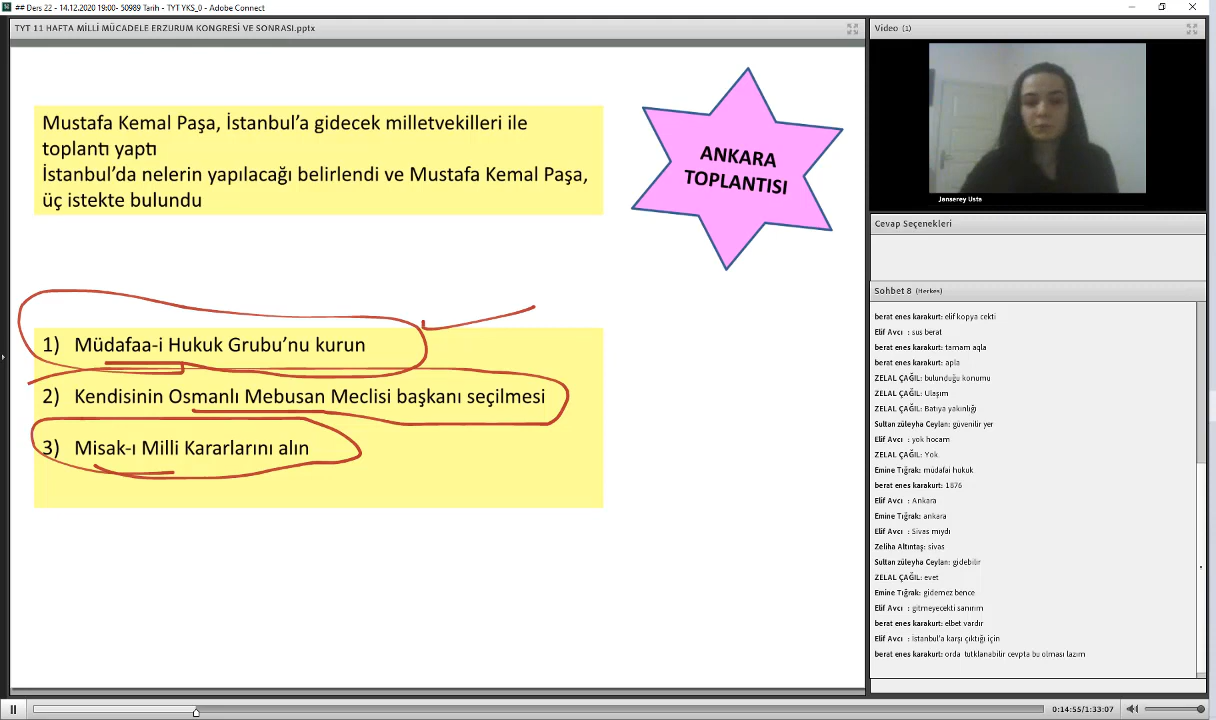 ## Ders 22 - 14.12.2020 19:00- 50989 Tarih - TYT YKS_0 - Adobe Connect
TYT 11 HAFTA MİLLİ MÜCADELE ERZURUM KONGRESİ VE SONRASI.pptx
Mustafa Kemal Paşa, İstanbul’a gidecek milletvekilleri ile
toplantı yaptı
İstanbul’da nelerin yapılacağı belirlendi ve Mustafa Kemal Paşa,
üç istekte bulundu
ANKARA
TOPLANTISI
1) Müdafaa-i Hukuk Grubu’nu kurun
2) Kendisinin Osmanlı Mebusan Meclisi başkanı seçilmesi
3) Misak-ı Milli Kararlarını alın
Video (1)
Janserey Usta
Cevap Seçenekleri
Sohbet 8 (Herkes)
berat enes karakurt: elif kopya cekti
Elif Avcı : sus berat
berat enes karakurt: tamam aqla
berat enes karakurt: apla
ZELAL ÇAĞIL: bulunduğu konumu
ZELAL ÇAĞIL: Ulaşım
ZELAL ÇAĞIL: Batıya yakınlığı
Sultan züleyha Ceylan: güvenilir yer
Elif Avcı : yok hocam
ZELAL ÇAĞIL: Yok
Emine Tığrak: müdafai hukuk
berat enes karakurt: 1876
Elif Avcı : Ankara
Emine Tığrak: ankara
Elif Avcı : Sivas mıydı
Zeliha Altıntaş: sivas
Sultan züleyha Ceylan: gidebilir
ZELAL ÇAĞIL: evet
Emine Tığrak: gidemez bence
Elif Avcı : gitmeyecekti sanırım
berat enes karakurt: elbet vardır
Elif Avcı : İstanbul'a karşı çıktığı için
berat enes karakurt: orda tutklanabilir cevpta bu olması lazım
0:14:55/1:33:07